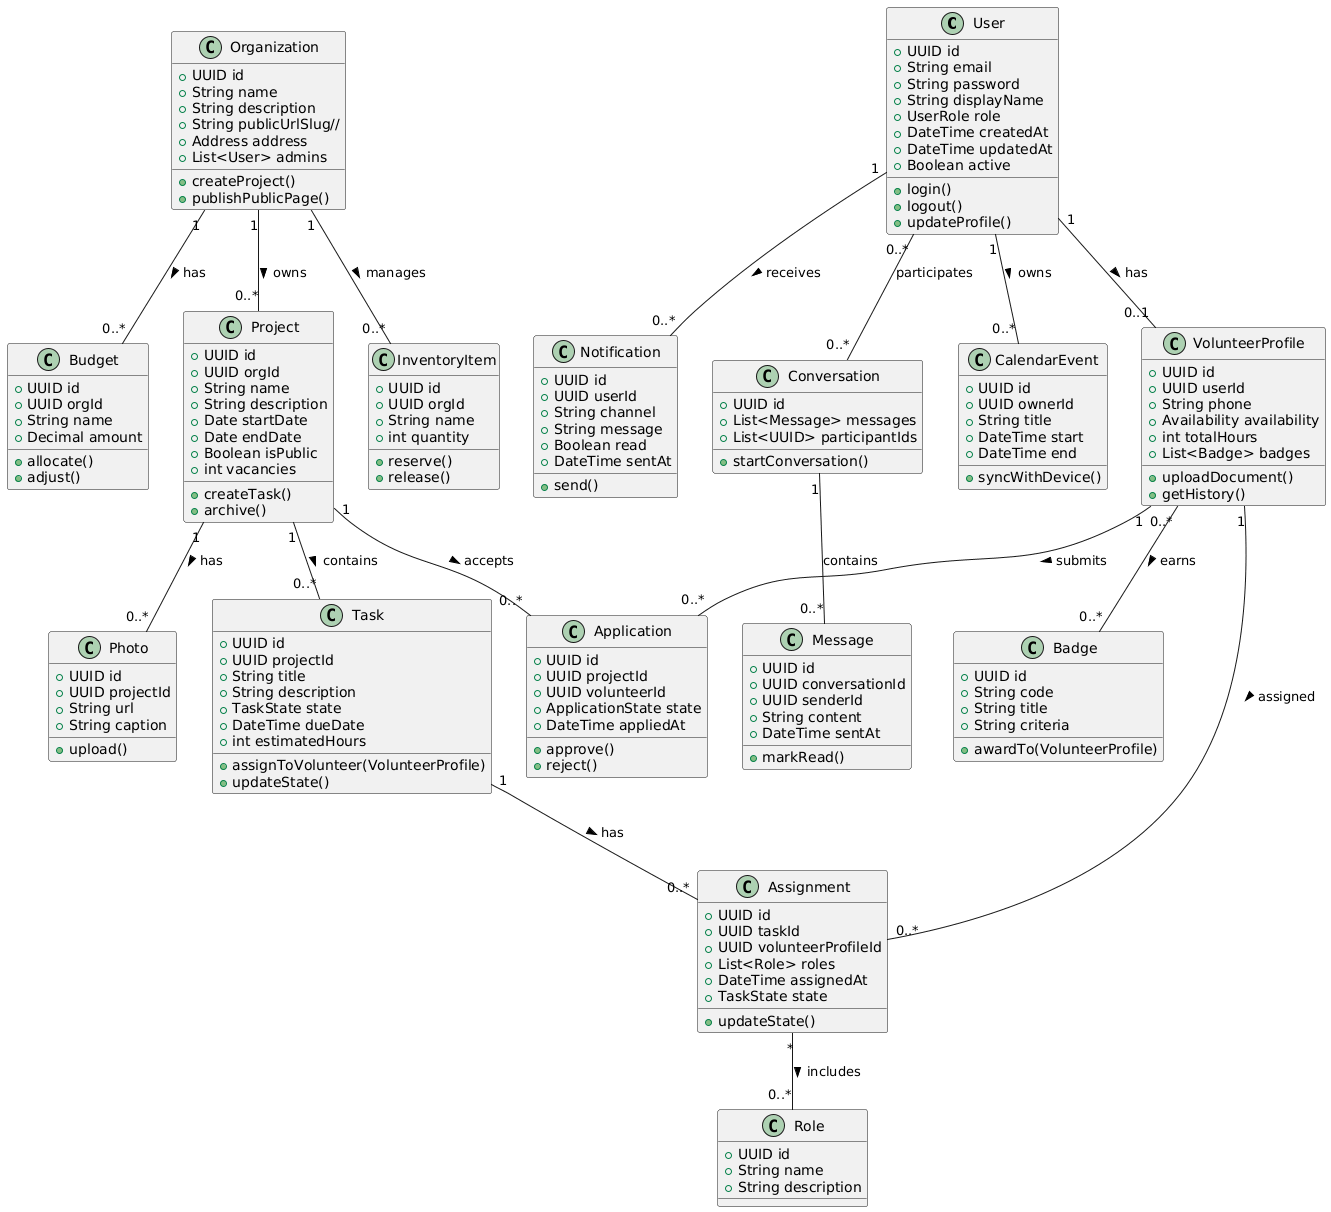 Organization
UUID id
String name
String description
String publicUrlSlug//
Address address
List<User> admins
createProject()
publishPublicPage()
User
UUID id
String email
String password
String displayName
UserRole role
DateTime createdAt
DateTime updatedAt
Boolean active
login()
logout()
updateProfile()
1
has
0..*
1
owns
0..*
1
manages
0..*
1
receives
0..*
0..*
participates
0..*
1
owns
0..*
1
has
0..1
Budget
UUID id
UUID orgId
String name
Decimal amount
allocate()
adjust()
Project
UUID id
UUID orgId
String name
String description
Date startDate
Date endDate
Boolean isPublic
int vacancies
createTask()
archive()
InventoryItem
UUID id
UUID orgId
String name
int quantity
reserve()
release()
Notification
UUID id
UUID userId
String channel
String message
Boolean read
DateTime sentAt
send()
Conversation
UUID id
List<Message> messages
List<UUID> participantIds
startConversation()
CalendarEvent
UUID id
UUID ownerId
String title
DateTime start
DateTime end
syncWithDevice()
VolunteerProfile
UUID id
UUID userId
String phone
Availability availability
int totalHours
List<Badge> badges
uploadDocument()
getHistory()
1
has
0..*
1
contains
0..*
1
accepts
0..*
1
contains
0..*
1
submits
0..*
0..*
earns
0..*
1
assigned
0..*
Photo
UUID id
UUID projectId
String url
String caption
upload()
Task
UUID id
UUID projectId
String title
String description
TaskState state
DateTime dueDate
int estimatedHours
assignToVolunteer(VolunteerProfile)
updateState()
Application
UUID id
UUID projectId
UUID volunteerId
ApplicationState state
DateTime appliedAt
approve()
reject()
Message
UUID id
UUID conversationId
UUID senderId
String content
DateTime sentAt
markRead()
Badge
UUID id
String code
String title
String criteria
awardTo(VolunteerProfile)
1
has
0..*
Assignment
UUID id
UUID taskId
UUID volunteerProfileId
List<Role> roles
DateTime assignedAt
TaskState state
updateState()
*
includes
0..*
Role
UUID id
String name
String description